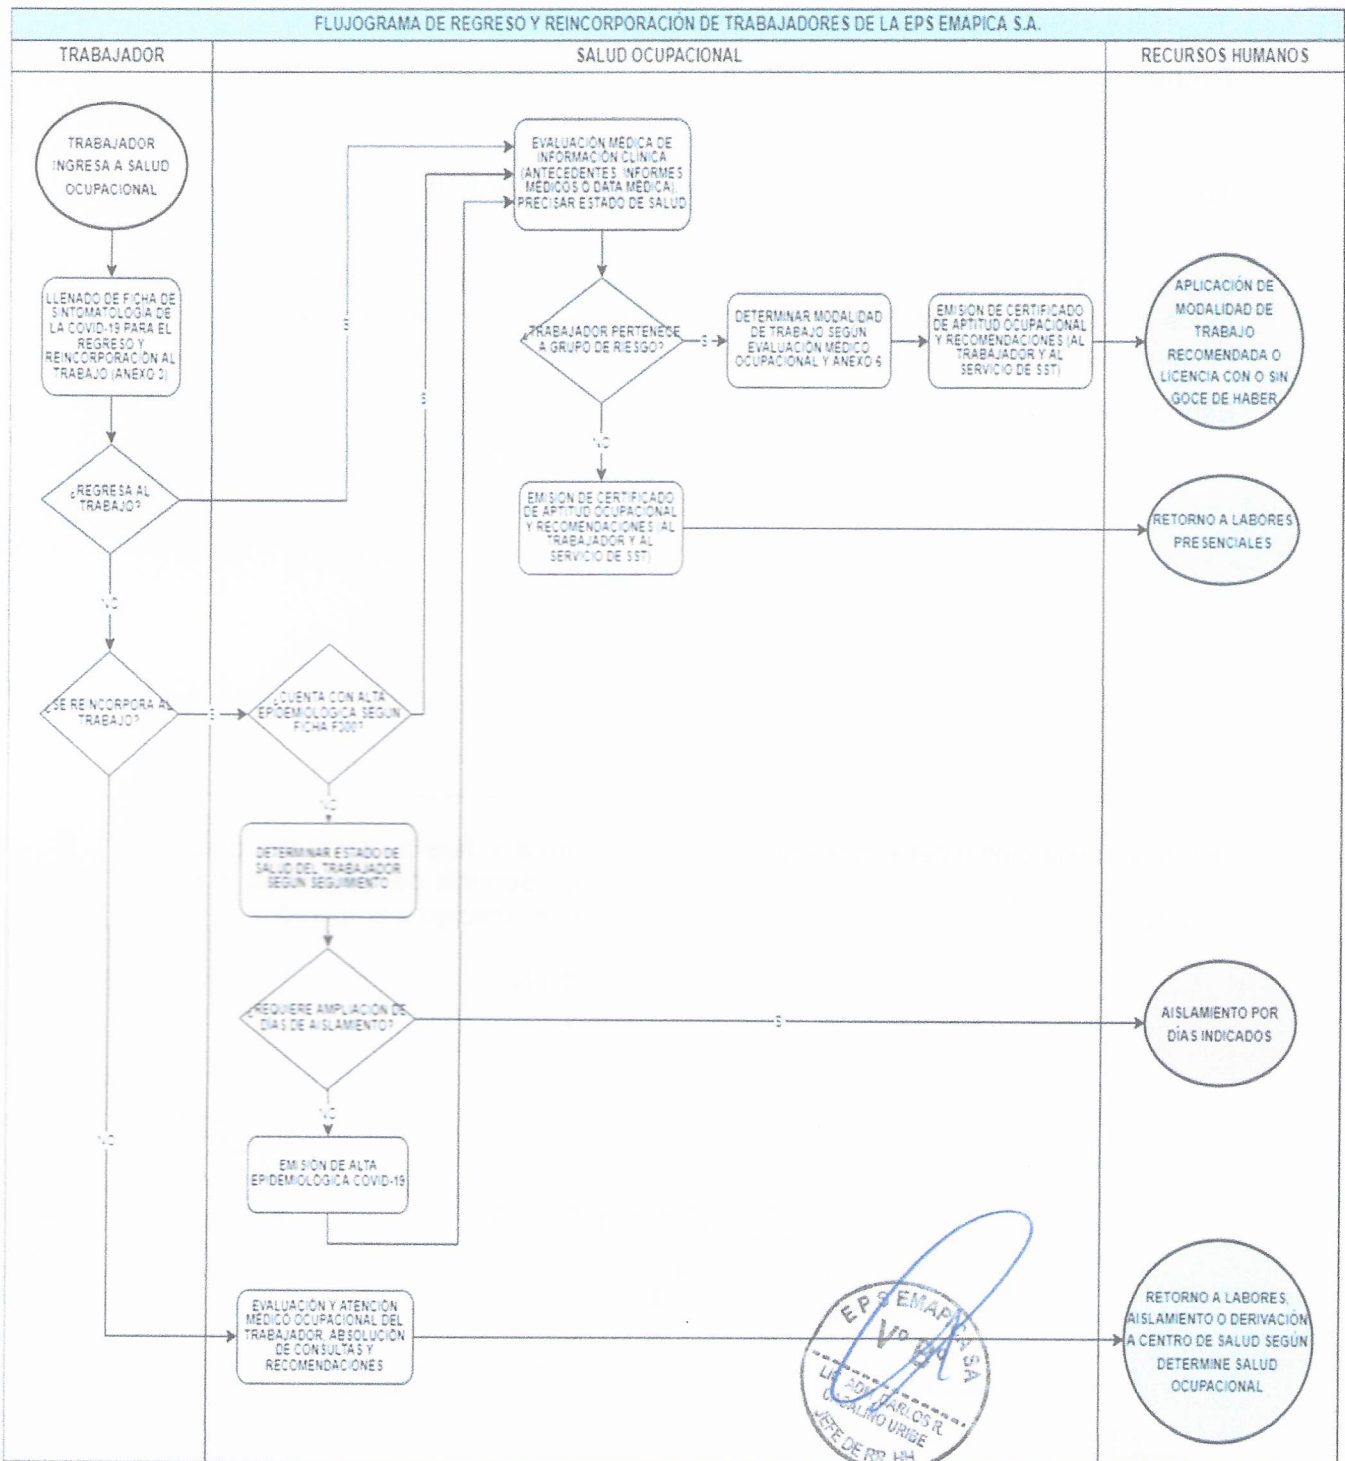 FLUJOGRAMA DE REGRESO Y REINCORPORACIÓN DE TRABAJADORES DE LA EPS EMAPICA S.A.
TRABAJADOR
SALUD OCUPACIONAL
RECURSOS HUMANOS
TRABAJADOR
INGRESA A SALUD
OCUPACIONAL
EVALUACIÓN MÉDICA DE
INFORMACIÓN CLÍNICA
(ANTECEDENTES, INFORMES
MÉDICOS O DATA MÉDICA).
PRECISAR ESTADO DE SALUD
LLENADO DE FICHA DE
SINTOMATOLOGÍA DE
LA COVID-19 PARA EL
REGRESO Y
REINCORPORACIÓN AL
TRABAJO (ANEXO 3)
SI
¿TRABAJADOR PERTENECE
A GRUPO DE RIESGO?
SI
DETERMINAR MODALIDAD
DE TRABAJO SEGÚN
EVALUACIÓN MÉDICO
OCUPACIONAL Y ANEXO 6
EMISIÓN DE CERTIFICADO
DE APTITUD OCUPACIONAL
Y RECOMENDACIONES (AL
TRABAJADOR Y AL
SERVICIO DE SST)
APLICACIÓN DE
MODALIDAD DE
TRABAJO
RECOMENDADA O
LICENCIA CON O SIN
GOCE DE HABER
SI
NO
¿REGRESA AL
TRABAJO?
EMISIÓN DE CERTIFICADO
DE APTITUD OCUPACIONAL
Y RECOMENDACIONES (AL
TRABAJADOR Y AL
SERVICIO DE SST)
RETORNO A LABORES
PRESENCIALES
NO
¿SE REINCORPORA AL
TRABAJO?
SI
¿CUENTA CON ALTA
EPIDEMIOLÓGICA SEGÚN
FICHA F300?
NO
DETERMINAR ESTADO DE
SALUD DEL TRABAJADOR
SEGÚN SEGUIMIENTO
¿REQUIERE AMPLIACIÓN DE
DÍAS DE AISLAMIENTO?
SI
AISLAMIENTO POR
DÍAS INDICADOS
NO
NO
EMISIÓN DE ALTA
EPIDEMIOLÓGICA COVID-19
EVALUACIÓN Y ATENCIÓN
MÉDICO OCUPACIONAL DEL
TRABAJADOR, ABSOLUCIÓN
DE CONSULTAS Y
RECOMENDACIONES
RETORNO A LABORES,
AISLAMIENTO O DERIVACIÓN
A CENTRO DE SALUD SEGÚN
DETERMINE SALUD
OCUPACIONAL
EPS EMAPICA SA
Vº Bº
LIC. ADM. CARLOS R.
URIBE
JEFE DE RR. HH.